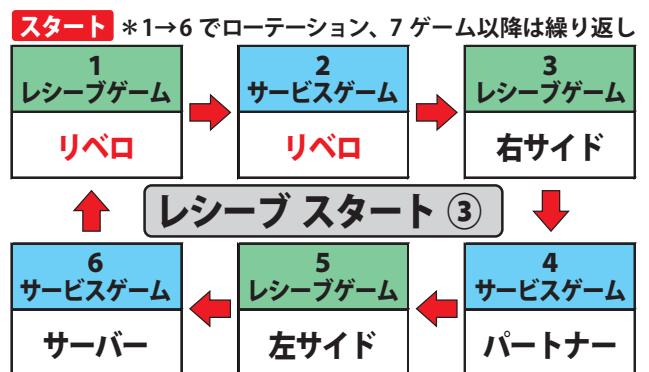 スタート ＊1→6 でローテーション、7 ゲーム以降は繰り返し
1
レシーブゲーム
リベロ
2
サービスゲーム
リベロ
3
レシーブゲーム
右サイド
レシーブ スタート ③
4
サービスゲーム
パートナー
5
レシーブゲーム
左サイド
6
サービスゲーム
サーバー